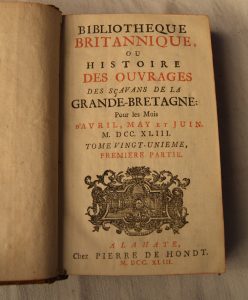 BIBLIOTHEQUE
BRITANNIQUE,
OU
HISTOIRE
DES OUVRAGES
DES SÇAVANS DE LA
GRANDE-BRETAGNE:
Pour les Mois
D'AVRIL, MAY ET JUIN.
M. DCC. XLIII.
TOME VINGT-UNIEME,
PREMIERE PARTIE.
A LA HAYE,
Chez PIERRE DE HONDT.
M. DCC. XLIII.